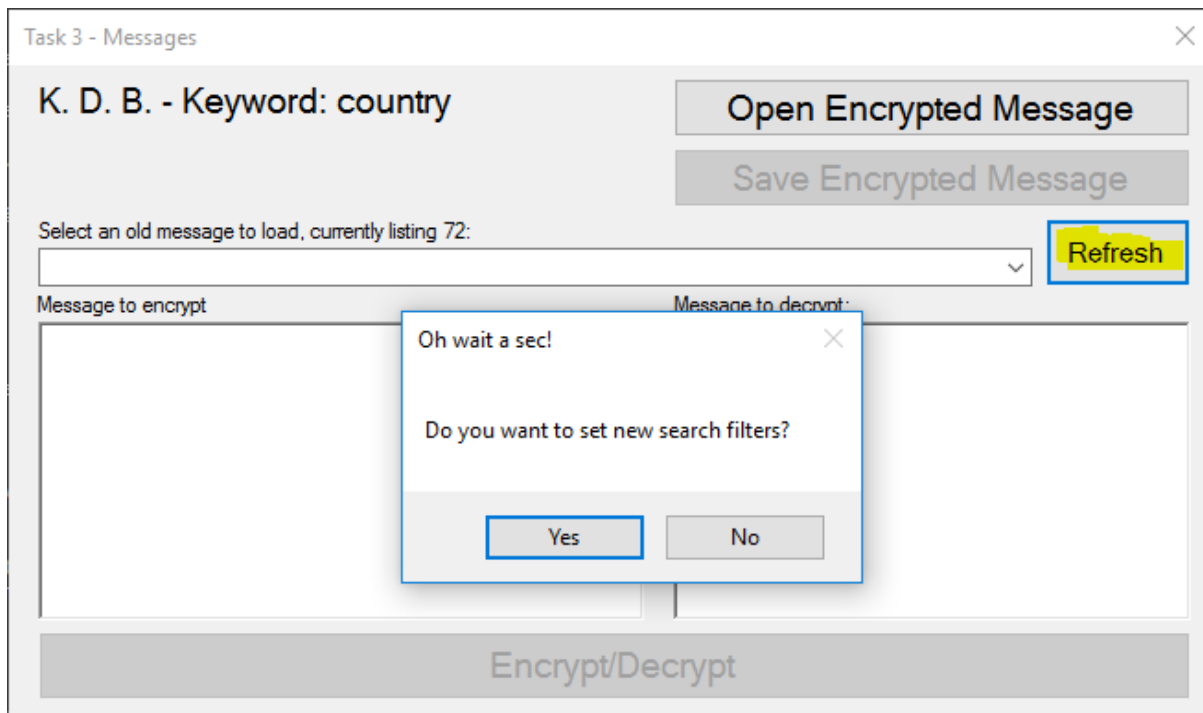 Task 3 - Messages
K. D. B. - Keyword: country
Open Encrypted Message
Save Encrypted Message
Select an old message to load, currently listing 72:
Refresh
Message to encrypt
Message to decrypt:
Oh wait a sec!
Do you want to set new search filters?
Yes
No
Encrypt/Decrypt